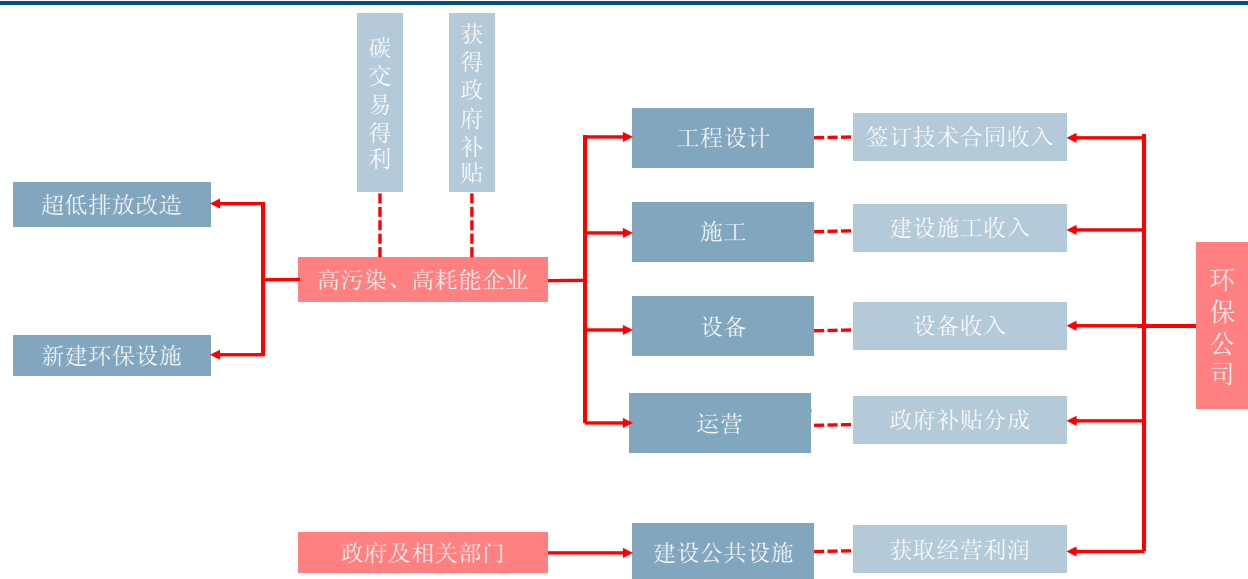 碳交易得利
获得政府补贴
工程设计
签订技术合同收入
超低排放改造
施工
建设施工收入
高污染、高耗能企业
环保公司
设备
设备收入
新建环保设施
运营
政府补贴分成
政府及相关部门
建设公共设施
获取经营利润